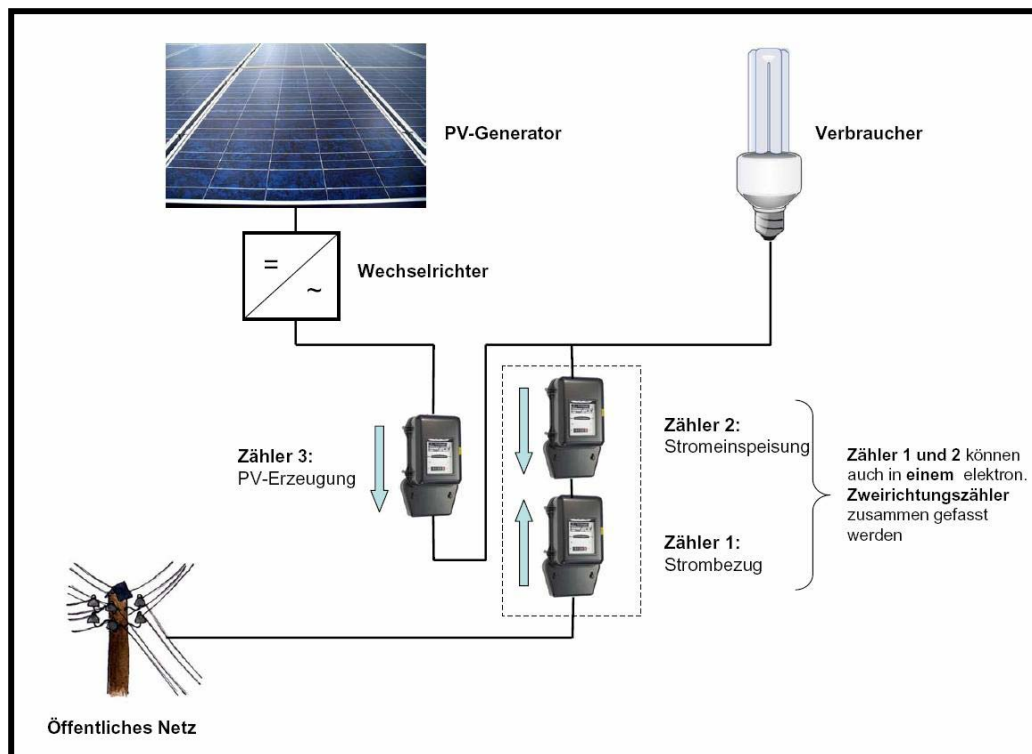 PV-Generator
Verbraucher
=
~
Wechselrichter
Zähler 3:
PV-Erzeugung
Zähler 2:
Stromeinspeisung
Zähler 1:
Strombezug
Zähler 1 und 2 können
auch in einem elektron.
Zweirichtungszähler
zusammen gefasst
werden
Öffentliches Netz